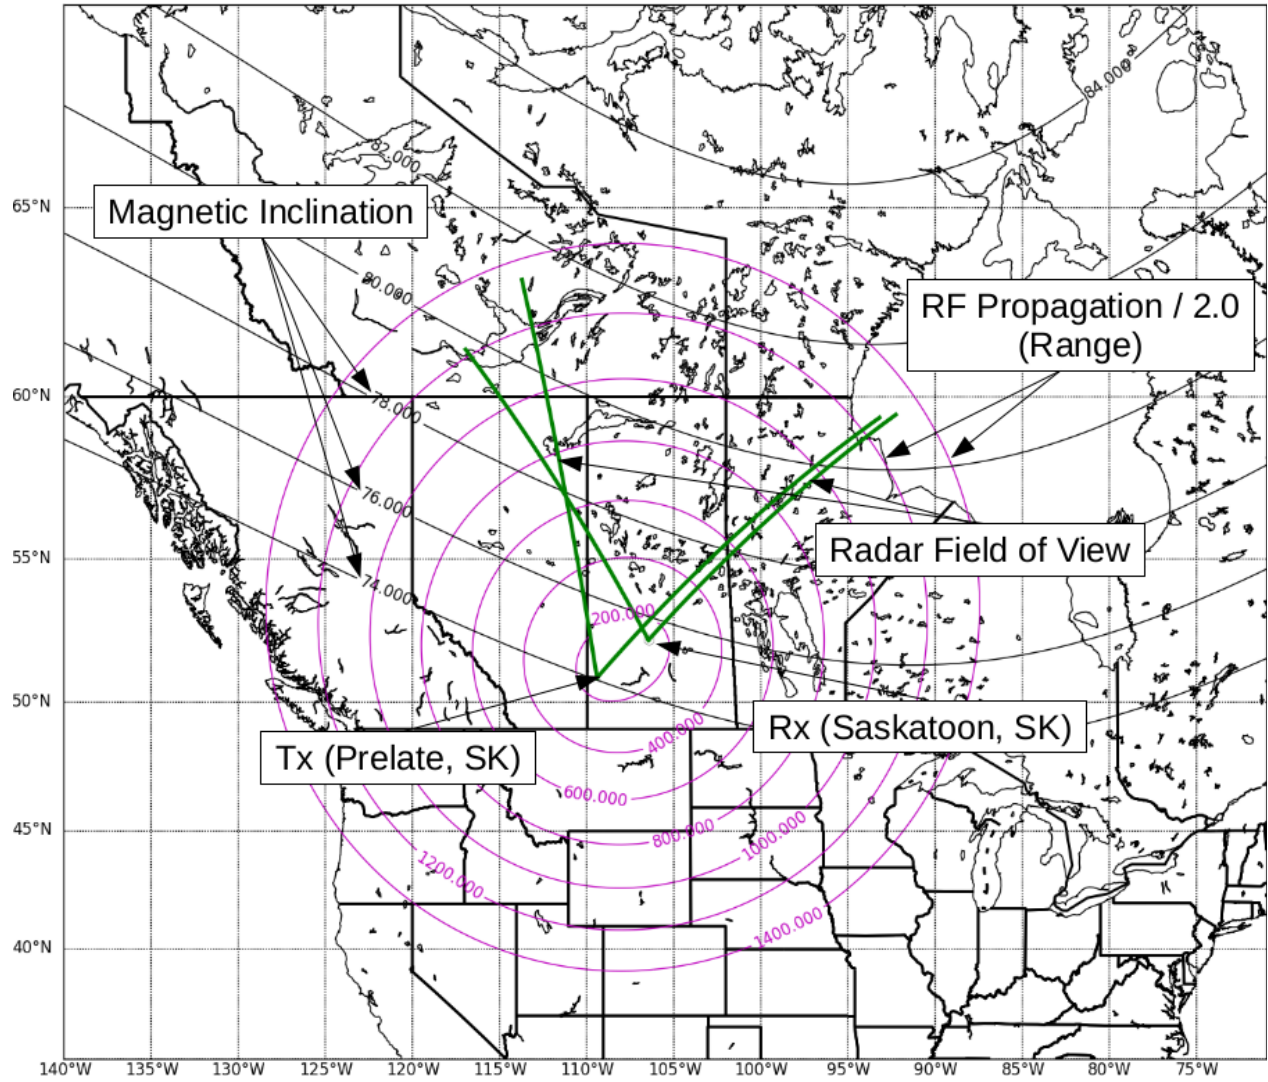 84.000
82.000
65°N
Magnetic Inclination
80.000
RF Propagation / 2.0
(Range)
60°N
78.000
76.000
Radar Field of View
55°N
74.000
200.000
50°N
Rx (Saskatoon, SK)
400.000
Tx (Prelate, SK)
600.000
45°N
800.000
1000.000
1200.000
1400.000
40°N
140°W 135°W 130°W 125°W 120°W 115°W 110°W 105°W 100°W 95°W 90°W 85°W 80°W 75°W